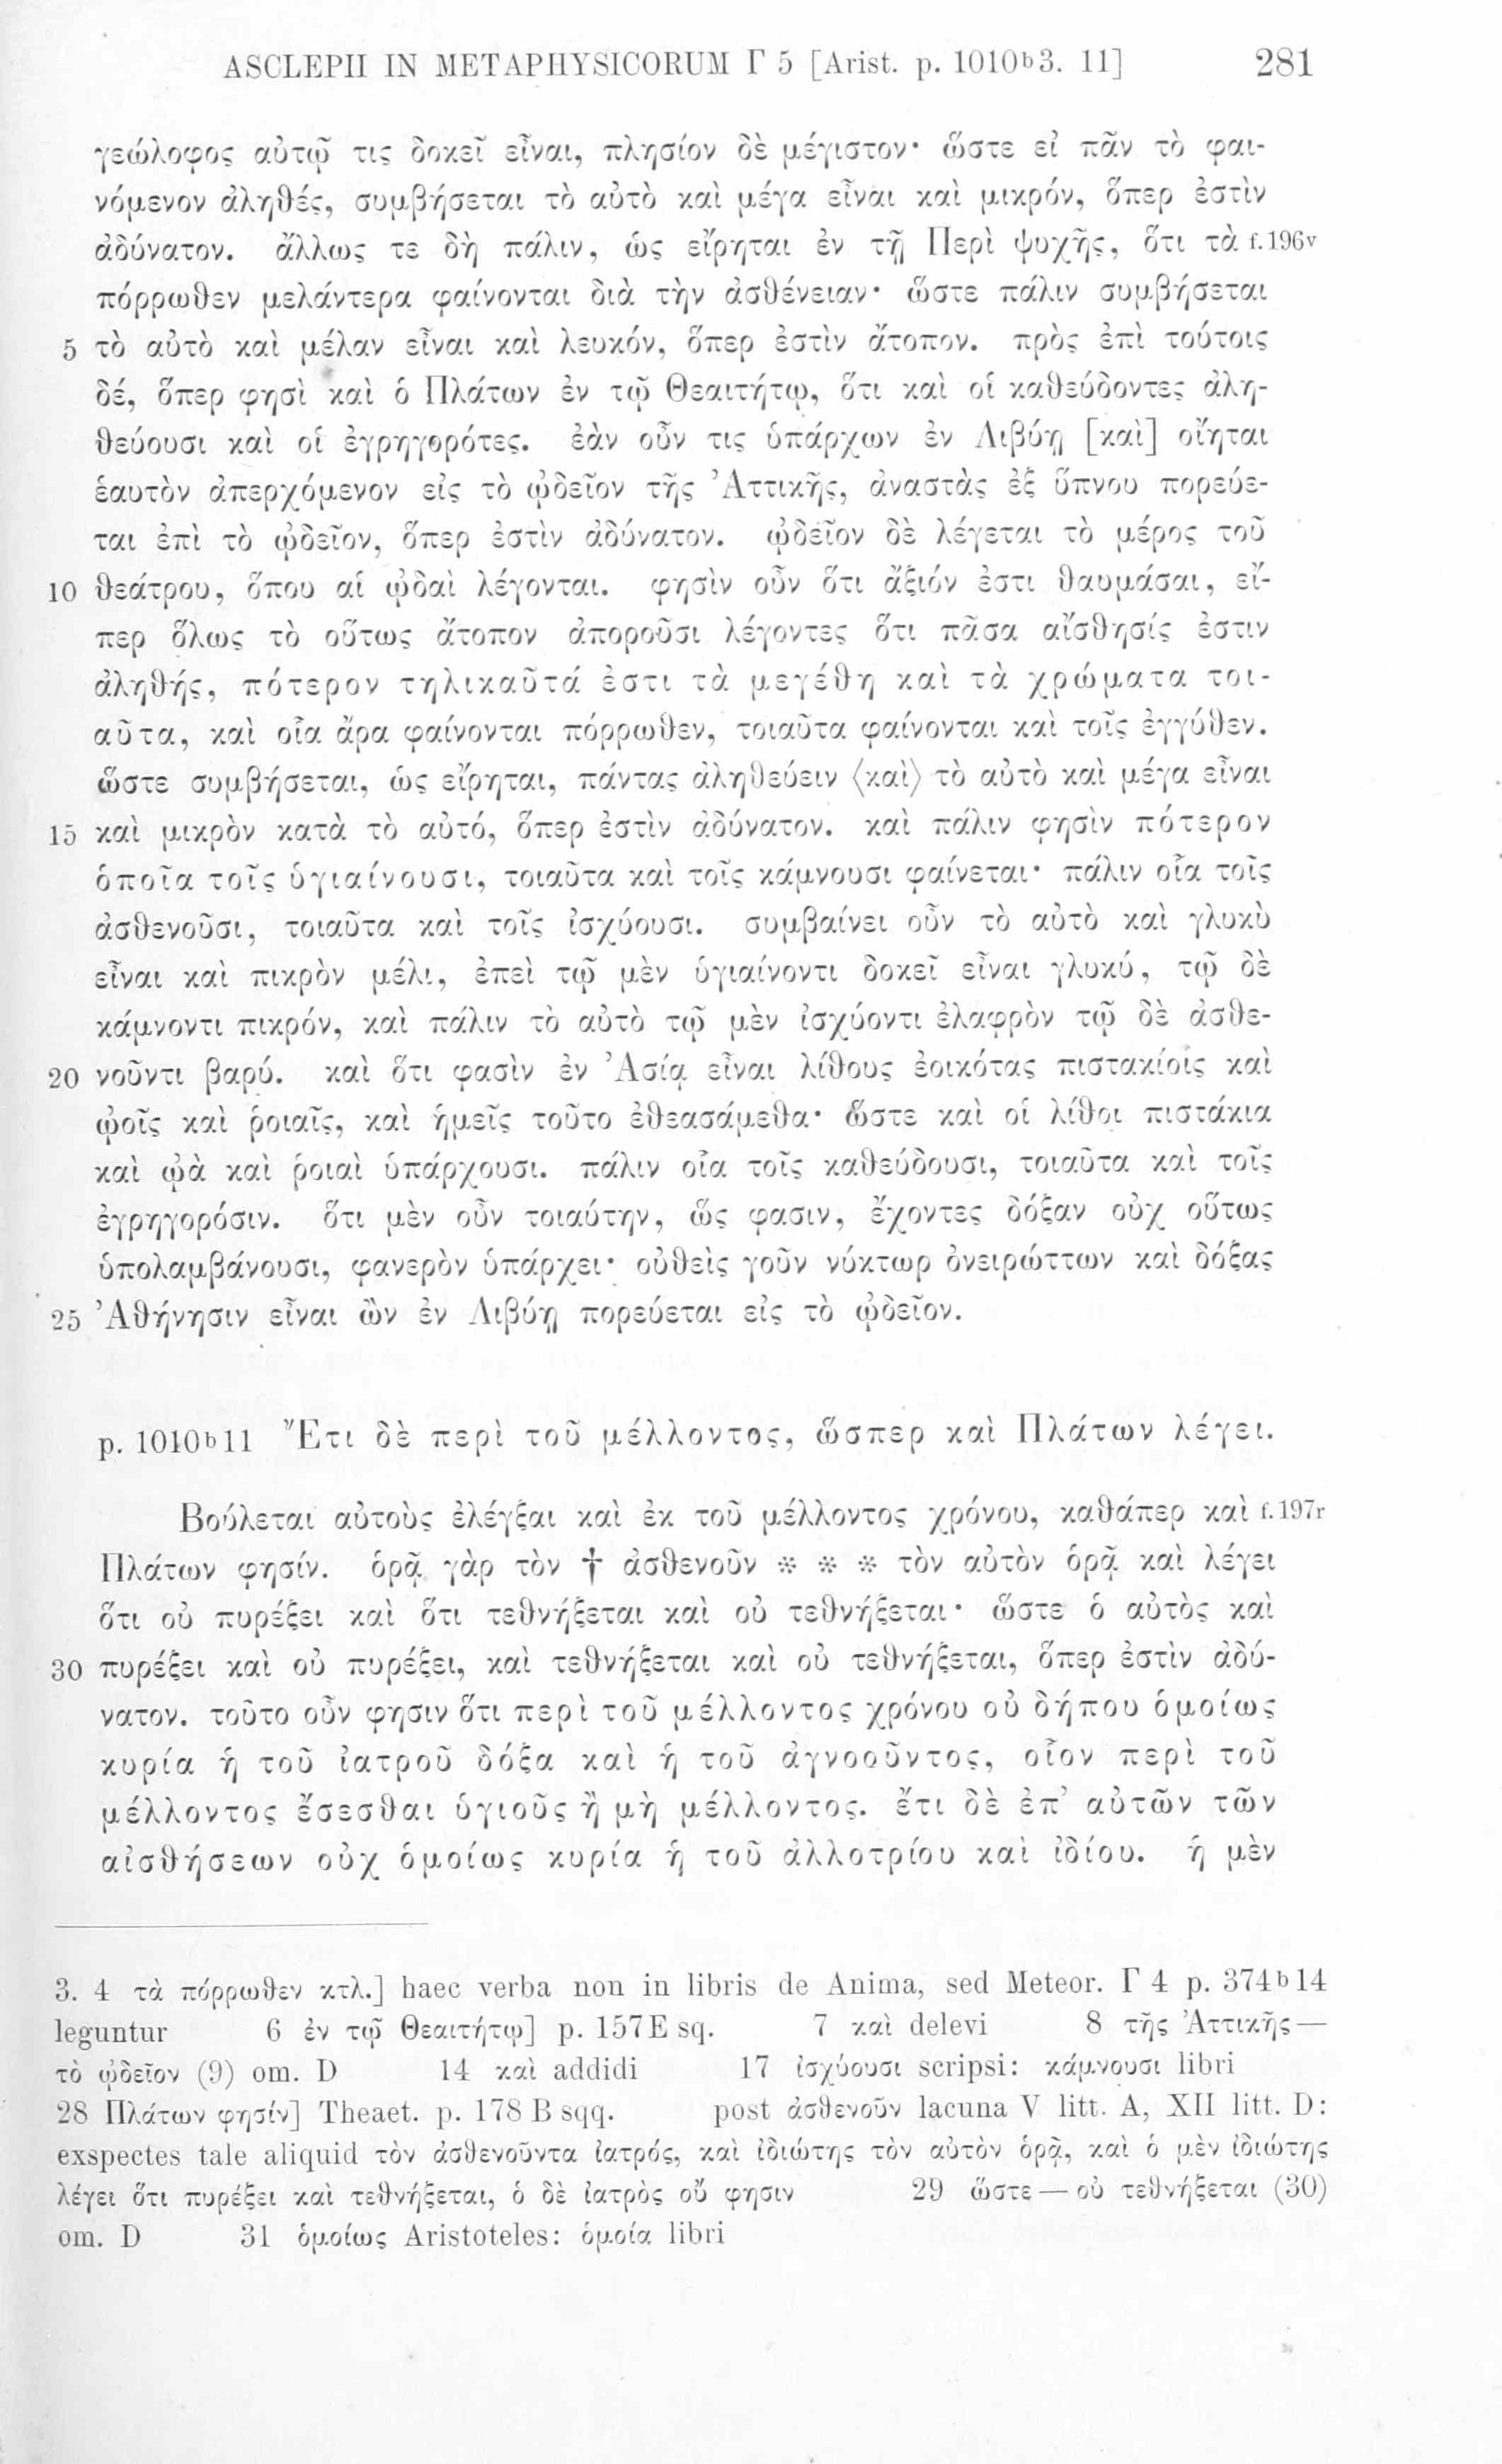 ASCLEPII IN METAPHYSICORUM Γ 5 [Arist. p. 1010b3. 11] 281
γεώλοφος αὐτῷ τις δοκεῖ εἶναι, πλησίον δὲ μέγιστον· ὥστε εἰ πᾶν τὸ φαι-
νόμενον ἀληθές, συμβήσεται τὸ αὐτὸ καὶ μέγα εἶναι καὶ μικρόν, ὅπερ ἐστὶν
ἀδύνατον. ἄλλως τε δὴ πάλιν, ὡς εἴρηται ἐν τῇ Περὶ ψυχῆς, ὅτι τὰ f.196v
πόρρωθεν μελάντερα φαίνονται διὰ τὴν ἀσθένειαν· ὥστε πάλιν συμβήσεται
5 τὸ αὐτὸ καὶ μέλαν εἶναι καὶ λευκόν, ὅπερ ἐστὶν ἄτοπον. πρὸς ἐπὶ τούτοις
δέ, ὅπερ φησὶ καὶ ὁ Πλάτων ἐν τῷ Θεαιτήτῳ, ὅτι καὶ οἱ καθεύδοντες ἀλη-
θεύουσι καὶ οἱ ἐγρηγορότες. ἐὰν οὖν τις ὑπάρχων ἐν Λιβύῃ [καὶ] οἴηται
ἑαυτὸν ἀπερχόμενον εἰς τὸ ᾠδεῖον τῆς Ἀττικῆς, ἀναστὰς ἐξ ὕπνου πορεύε-
ται ἐπὶ τὸ ᾠδεῖον, ὅπερ ἐστὶν ἀδύνατον. ᾠδεῖον δὲ λέγεται τὸ μέρος τοῦ
10 θεάτρου, ὅπου αἱ ᾠδαὶ λέγονται. φησὶν οὖν ὅτι ἄξιόν ἐστι θαυμάσαι, εἴ-
περ ὅλως τὸ οὕτως ἄτοπον ἀποροῦσι λέγοντες ὅτι πᾶσα αἴσθησίς ἐστιν
ἀληθής, πότερον τηλικαῦτά ἐστι τὰ μεγέθη καὶ τὰ χρώματα τοι-
αῦτα, καὶ οἷα ἄρα φαίνονται πόρρωθεν, τοιαῦτα φαίνονται καὶ τοῖς ἐγγύθεν.
ὥστε συμβήσεται, ὡς εἴρηται, πάντας ἀληθεύειν ⟨καὶ⟩ τὸ αὐτὸ καὶ μέγα εἶναι
15 καὶ μικρὸν κατὰ τὸ αὐτό, ὅπερ ἐστὶν ἀδύνατον. καὶ πάλιν φησὶν πότερον
ὁποῖα τοῖς ὑγιαίνουσι, τοιαῦτα καὶ τοῖς κάμνουσι φαίνεται· πάλιν οἷα τοῖς
ἀσθενοῦσι, τοιαῦτα καὶ τοῖς ἰσχύουσι. συμβαίνει οὖν τὸ αὐτὸ καὶ γλυκὺ
εἶναι καὶ πικρὸν μέλι, ἐπεὶ τῷ μὲν ὑγιαίνοντι δοκεῖ εἶναι γλυκύ, τῷ δὲ
κάμνοντι πικρόν, καὶ πάλιν τὸ αὐτὸ τῷ μὲν ἰσχύοντι ἐλαφρὸν τῷ δὲ ἀσθε-
20 νοῦντι βαρύ. καὶ ὅτι φασὶν ἐν Ἀσίᾳ εἶναι λίθους ἐοικότας πιστακίοις καὶ
ᾠοῖς καὶ ῥοιαῖς, καὶ ἡμεῖς τοῦτο ἐθεασάμεθα· ὥστε καὶ οἱ λίθοι πιστάκια
καὶ ᾠὰ καὶ ῥοιαὶ ὑπάρχουσι. πάλιν οἷα τοῖς καθεύδουσι, τοιαῦτα καὶ τοῖς
ἐγρηγορόσιν. ὅτι μὲν οὖν τοιαύτην, ὥς φασιν, ἔχοντες δόξαν οὐχ οὕτως
ὑπολαμβάνουσι, φανερὸν ὑπάρχει· οὐθεὶς γοῦν νύκτωρ ὀνειρώττων καὶ δόξας
25 Ἀθήνησιν εἶναι ὢν ἐν Λιβύῃ πορεύεται εἰς τὸ ᾠδεῖον.
p. 1010b11 Ἔτι δὲ περὶ τοῦ μέλλοντος, ὥσπερ καὶ Πλάτων λέγει.
Βούλεται αὐτοὺς ἐλέγξαι καὶ ἐκ τοῦ μέλλοντος χρόνου, καθάπερ καὶ f.197r
Πλάτων φησίν. ὁρᾷ γὰρ τὸν † ἀσθενοῦν * * * τὸν αὐτὸν ὁρᾷ καὶ λέγει
ὅτι οὐ πυρέξει καὶ ὅτι τεθνήξεται καὶ οὐ τεθνήξεται· ὥστε ὁ αὐτὸς καὶ
30 πυρέξει καὶ οὐ πυρέξει, καὶ τεθνήξεται καὶ οὐ τεθνήξεται, ὅπερ ἐστὶν ἀδύ-
νατον. τοῦτο οὖν φησιν ὅτι περὶ τοῦ μέλλοντος χρόνου οὐ δήπου ὁμοίως
κυρία ἡ τοῦ ἰατροῦ δόξα καὶ ἡ τοῦ ἀγνοοῦντος, οἷον περὶ τοῦ
μέλλοντος ἔσεσθαι ὑγιοῦς ἢ μὴ μέλλοντος. ἔτι δὲ ἐπ’ αὐτῶν τῶν
αἰσθήσεων οὐχ ὁμοίως κυρία ἡ τοῦ ἀλλοτρίου καὶ ἰδίου. ἡ μὲν
3. 4 τὰ πόρρωθεν κτλ.] haec verba non in libris de Anima, sed Meteor. Γ 4 p. 374b14
leguntur 6 ἐν τῷ Θεαιτήτῳ] p. 157E sq. 7 καὶ delevi 8 τῆς Ἀττικῆς—
τὸ ᾠδεῖον (9) om. D 14 καὶ addidi 17 ἰσχύουσι scripsi: κάμνουσι libri
28 Πλάτων φησίν] Theaet. p. 178 B sqq. post ἀσθενοῦν lacuna V litt. A, XII litt. D:
exspectes tale aliquid τὸν ἀσθενοῦντα ἰατρός, καὶ ἰδιώτης τὸν αὐτὸν ὁρᾷ, καὶ ὁ μὲν ἰδιώτης
λέγει ὅτι πυρέξει καὶ τεθνήξεται, ὁ δὲ ἰατρὸς οὔ φησιν 29 ὥστε — οὐ τεθνήξεται (30)
om. D 31 ὁμοίως Aristoteles: ὁμοία libri